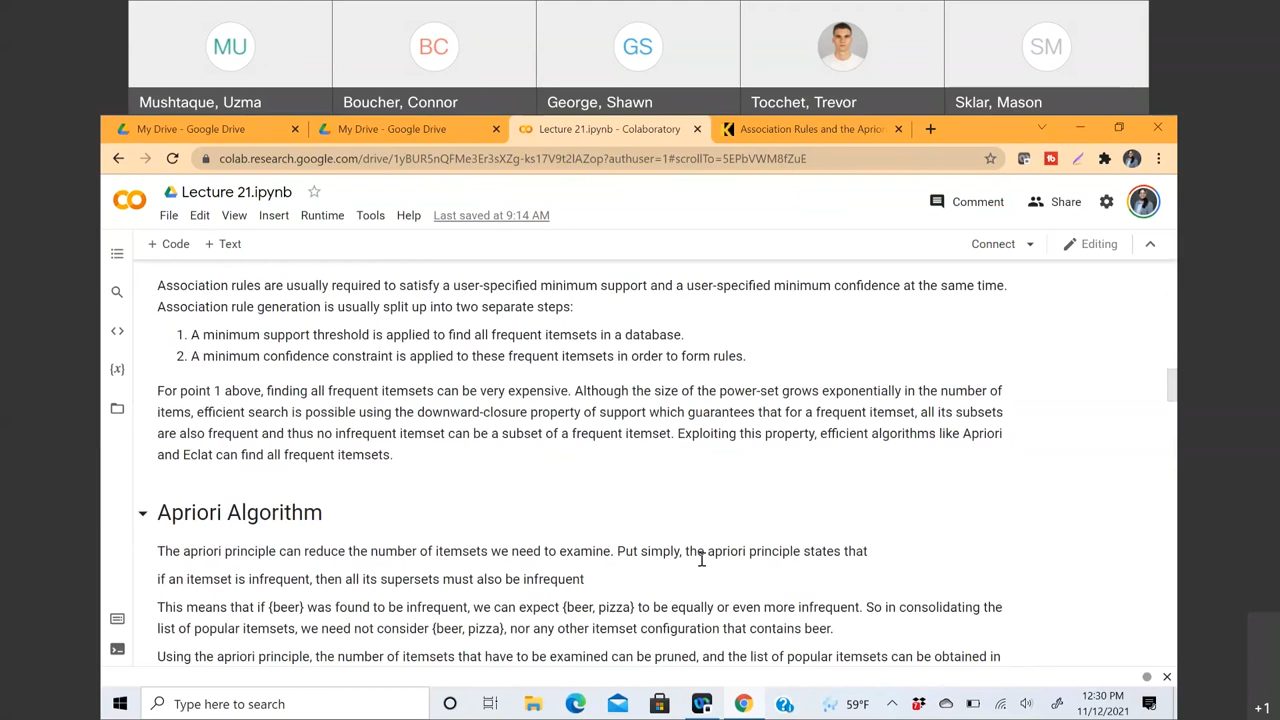 MU
BC
GS
SM
Mushtaque, Uzma
Boucher, Connor
George, Shawn
Tocchet, Trevor
Sklar, Mason
My Drive - Google Drive
My Drive - Google Drive
Lecture 21.ipynb - Colaboratory
Association Rules and the Aprior
colab.research.google.com/drive/1yBUR5nQFMe3Er3sXZg-ks17V9t2lAZop?authuser=1#scrollTo=5EPbVWM8fZuE
Lecture 21.ipynb
File Edit View Insert Runtime Tools Help Last saved at 9:14 AM
Comment Share
+ Code + Text
Connect Editing
Association rules are usually required to satisfy a user-specified minimum support and a user-specified minimum confidence at the same time.
Association rule generation is usually split up into two separate steps:
1. A minimum support threshold is applied to find all frequent itemsets in a database.
2. A minimum confidence constraint is applied to these frequent itemsets in order to form rules.
For point 1 above, finding all frequent itemsets can be very expensive. Although the size of the power-set grows exponentially in the number of
items, efficient search is possible using the downward-closure property of support which guarantees that for a frequent itemset, all its subsets
are also frequent and thus no infrequent itemset can be a subset of a frequent itemset. Exploiting this property, efficient algorithms like Apriori
and Eclat can find all frequent itemsets.
Apriori Algorithm
The apriori principle can reduce the number of itemsets we need to examine. Put simply, the apriori principle states that
if an itemset is infrequent, then all its supersets must also be infrequent
This means that if {beer} was found to be infrequent, we can expect {beer, pizza} to be equally or even more infrequent. So in consolidating the
list of popular itemsets, we need not consider {beer, pizza}, nor any other itemset configuration that contains beer.
Using the apriori principle, the number of itemsets that have to be examined can be pruned, and the list of popular itemsets can be obtained in
Type here to search
59°F
12:30 PM
11/12/2021
+1